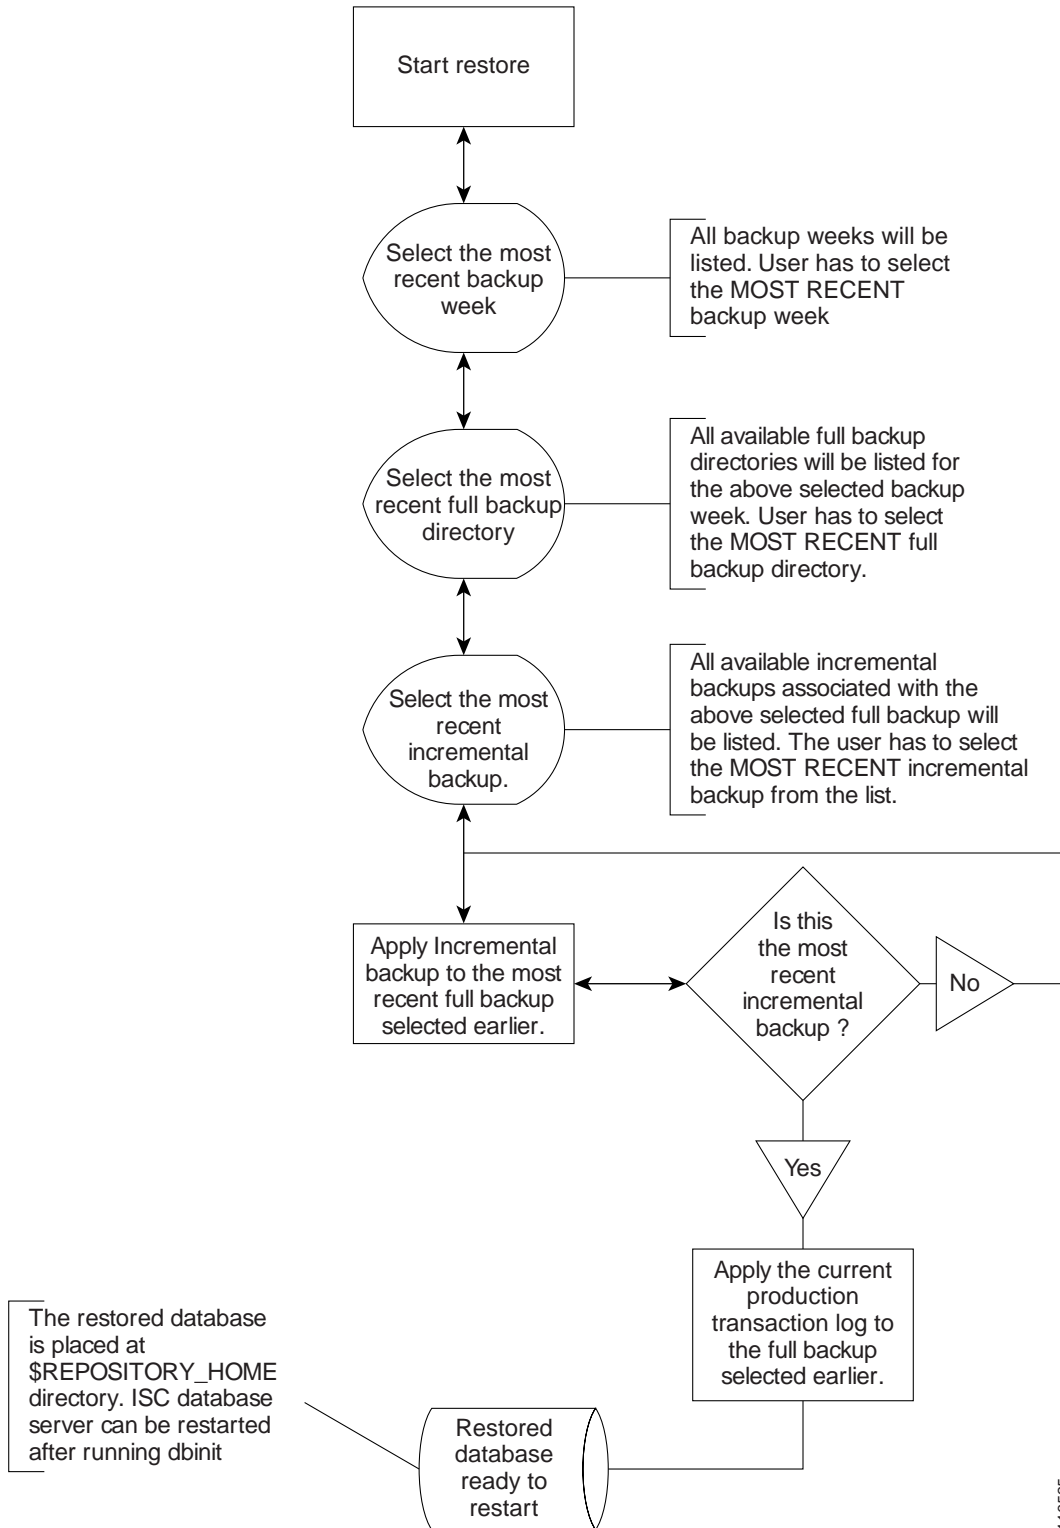 Start restore
Select the most
recent backup
week
All backup weeks will be
listed. User has to select
the MOST RECENT
backup week
Select the most
recent full backup
directory
All available full backup
directories will be listed for
the above selected backup
week. User has to select
the MOST RECENT full
backup directory.
Select the most
recent
incremental
backup.
All available incremental
backups associated with the
above selected full backup will
be listed. The user has to select
the MOST RECENT incremental
backup from the list.
Apply Incremental
backup to the most
recent full backup
selected earlier.
Is this
the most
recent
incremental
backup ?
No
Yes
Apply the current
production
transaction log to
the full backup
selected earlier.
The restored database
is placed at
$REPOSITORY_HOME
directory. ISC database
server can be restarted
after running dbinit
Restored
database
ready to
restart